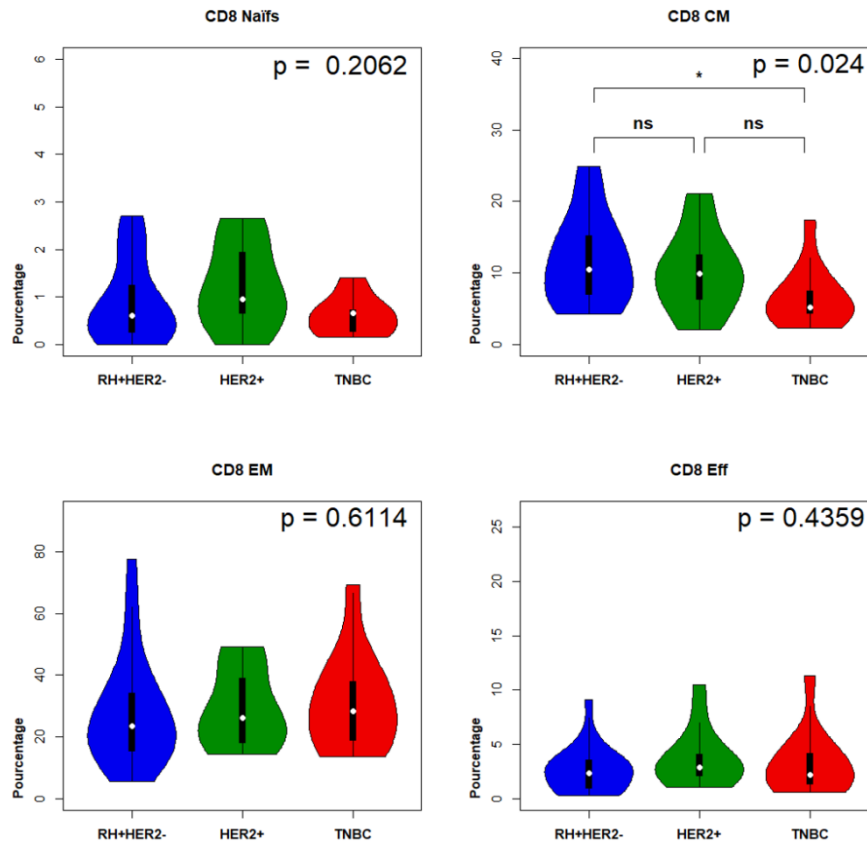 CD8 Naïfs
p = 0.2062
Pourcentage
0
1
2
3
4
5
6
RH+HER2-
HER2+
TNBC
CD8 CM
p = 0.024
*
ns
ns
Pourcentage
0
10
20
30
40
RH+HER2-
HER2+
TNBC
CD8 EM
p = 0.6114
Pourcentage
0
20
40
60
80
RH+HER2-
HER2+
TNBC
CD8 Eff
p = 0.4359
Pourcentage
0
5
10
15
20
25
RH+HER2-
HER2+
TNBC